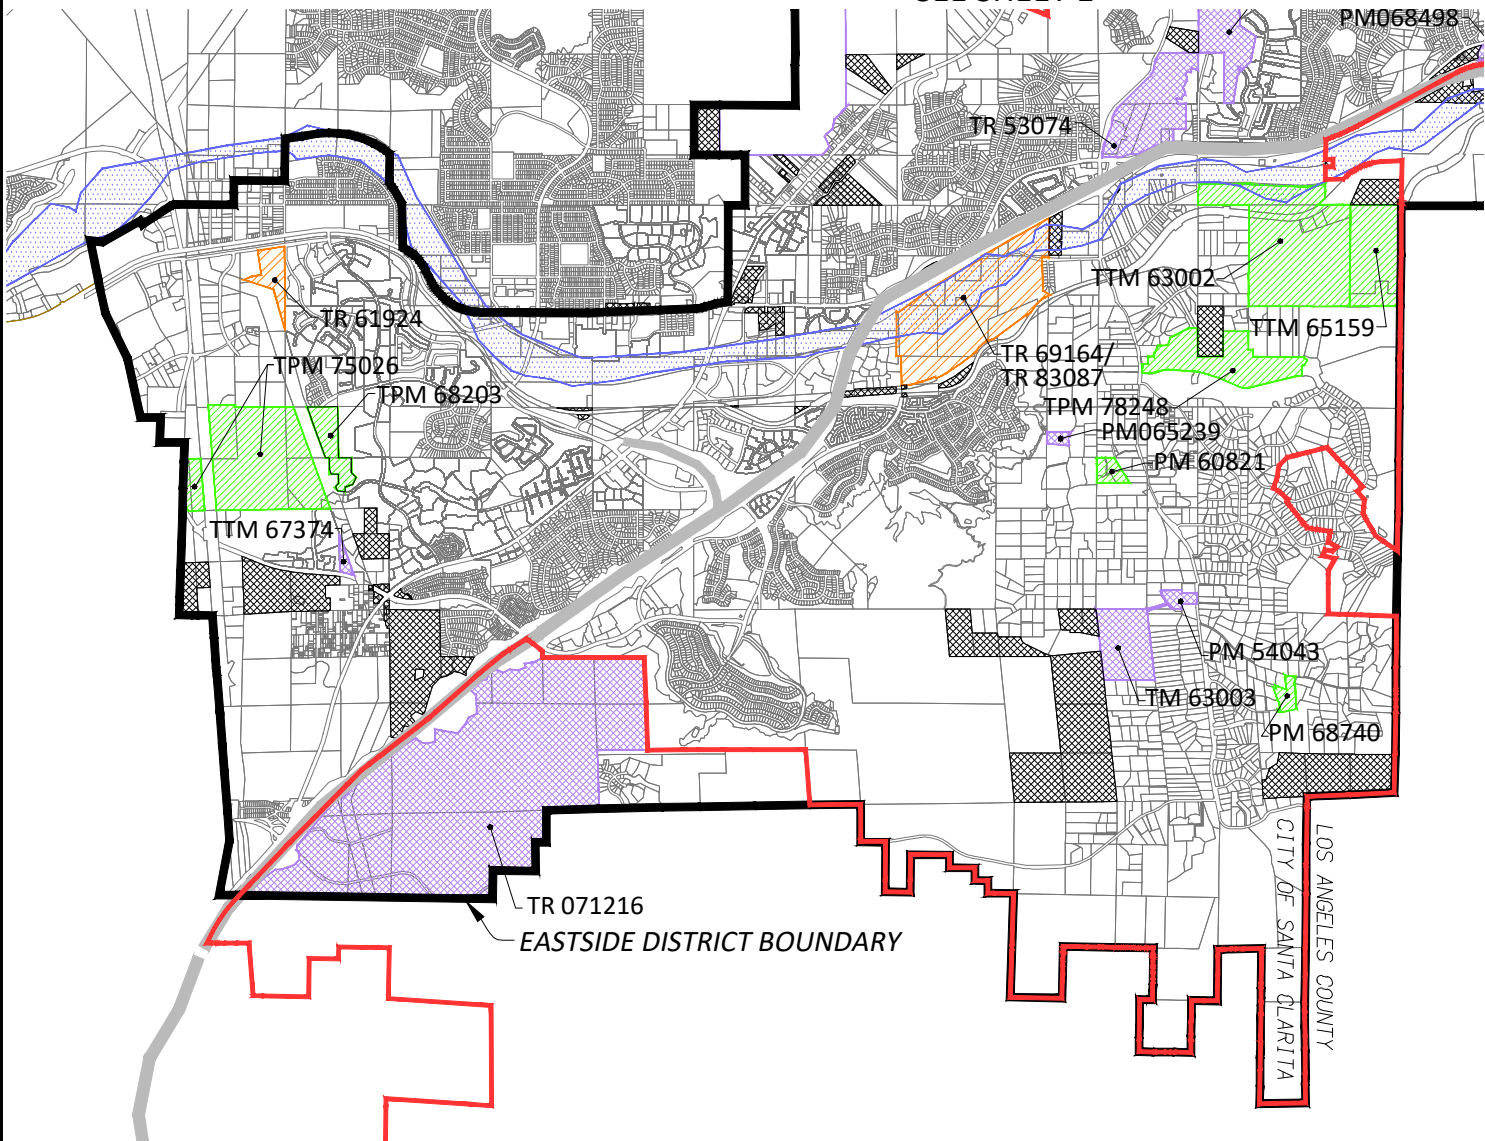 PM068498
TR 53074
TTM 63002
TTM 65159
TR 61924
TR 69164/
TR 83087
TPM 75026
TPM 68203
TPM 78248
PM065239
PM 60821
TTM 67374
PM 54043
TM 63003
PM 68740
TR 071216
EASTSIDE DISTRICT BOUNDARY
LOS ANGELES COUNTY
CITY OF SANTA CLARITA